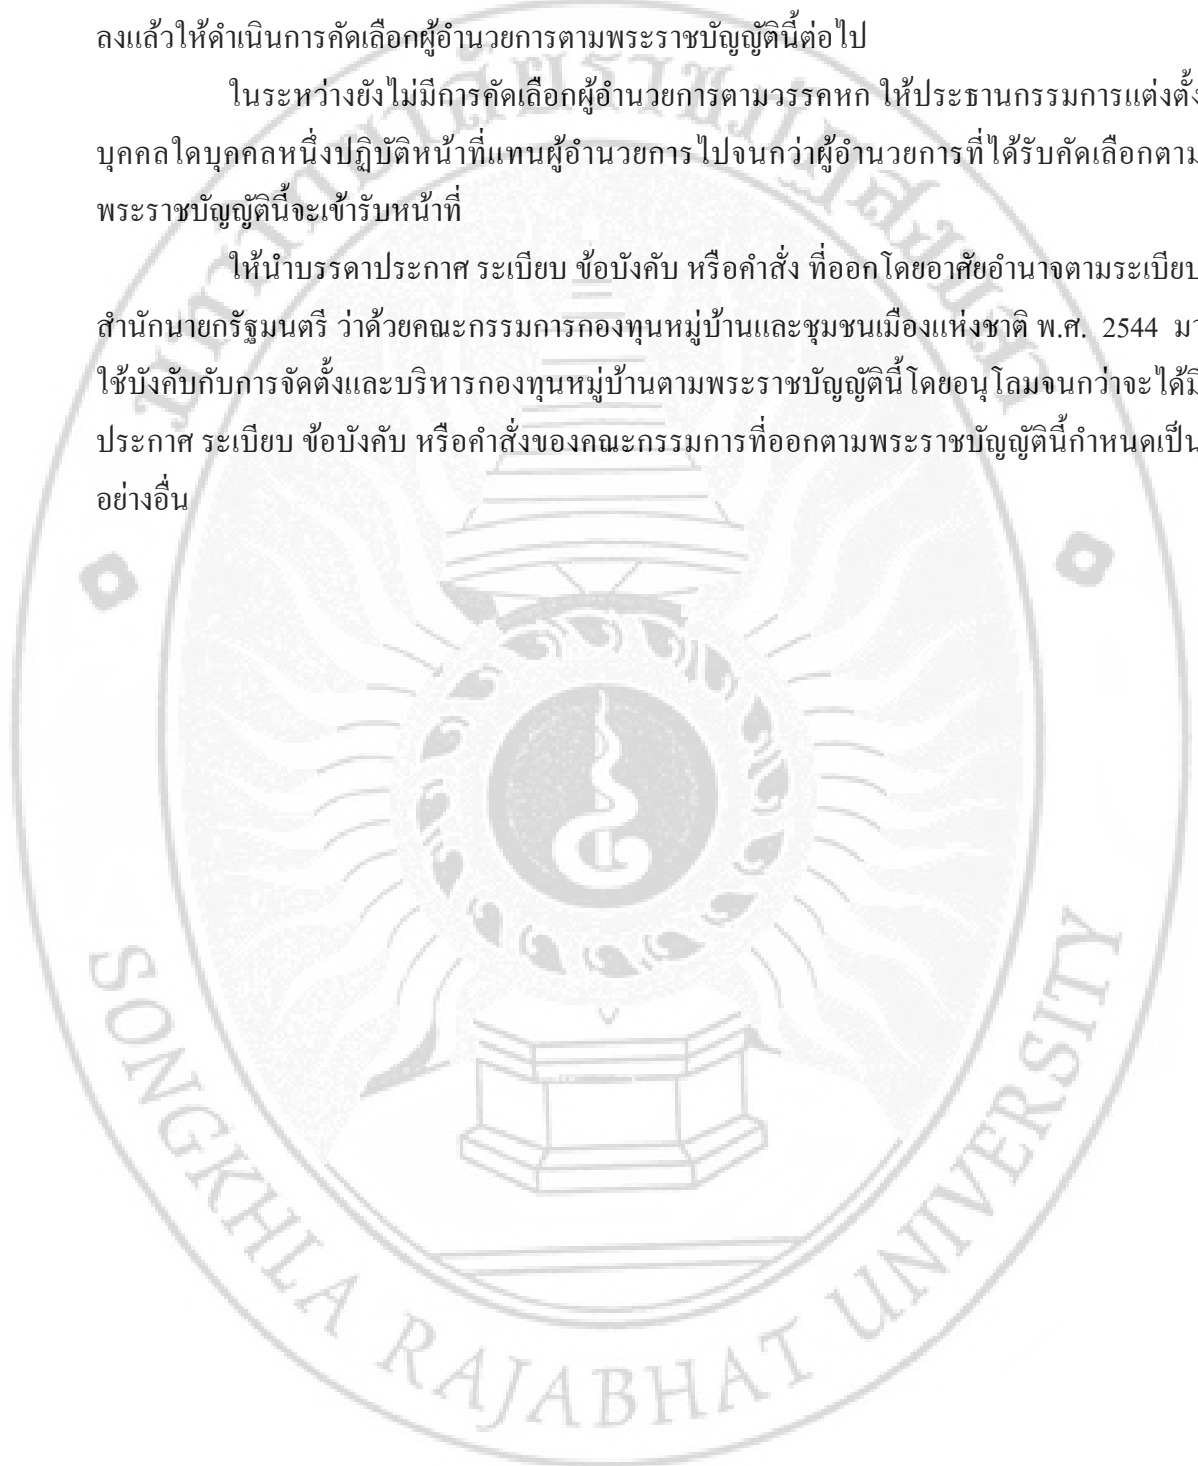 ลงแล้วให้ดำเนินการคัดเลือกผู้อำนวยการตามพระราชบัญญัตินี้ต่อไป
ในระหว่างยังไม่มีการคัดเลือกผู้อำนวยการตามวรรคหก ให้ประธานกรรมการแต่งตั้ง
บุคคลใดบุคคลหนึ่งปฏิบัติหน้าที่แทนผู้อำนวยการไปจนกว่าผู้อำนวยการที่ได้รับคัดเลือกตาม
พระราชบัญญัตินี้จะเข้ารับหน้าที่
ให้นำบรรดาประกาศ ระเบียบ ข้อบังคับ หรือคำสั่ง ที่ออกโดยอาศัยอำนาจตามระเบียบ
สำนักนายกรัฐมนตรี ว่าด้วยคณะกรรมการกองทุนหมู่บ้านและชุมชนเมืองแห่งชาติ พ.ศ. 2544 มา
ใช้บังคับกับการจัดตั้งและบริหารกองทุนหมู่บ้านตามพระราชบัญญัตินี้โดยอนุโลมจนกว่าจะได้มี
ประกาศ ระเบียบ ข้อบังคับ หรือคำสั่งของคณะกรรมการที่ออกตามพระราชบัญญัตินี้กำหนดเป็น
อย่างอื่น
มหาวิทยาลัยราชภัฏสงขลา
SONGKHLA RAJABHAT UNIVERSITY